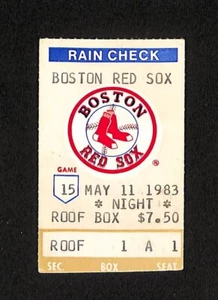 RAIN CHECK
BOSTON RED SOX
BOSTON
RED SOX
®
GAME
15 MAY 11 1983
* NIGHT *
ROOF BOX $7.50
ROOF 1 A 1
SEC. BOX SEAT